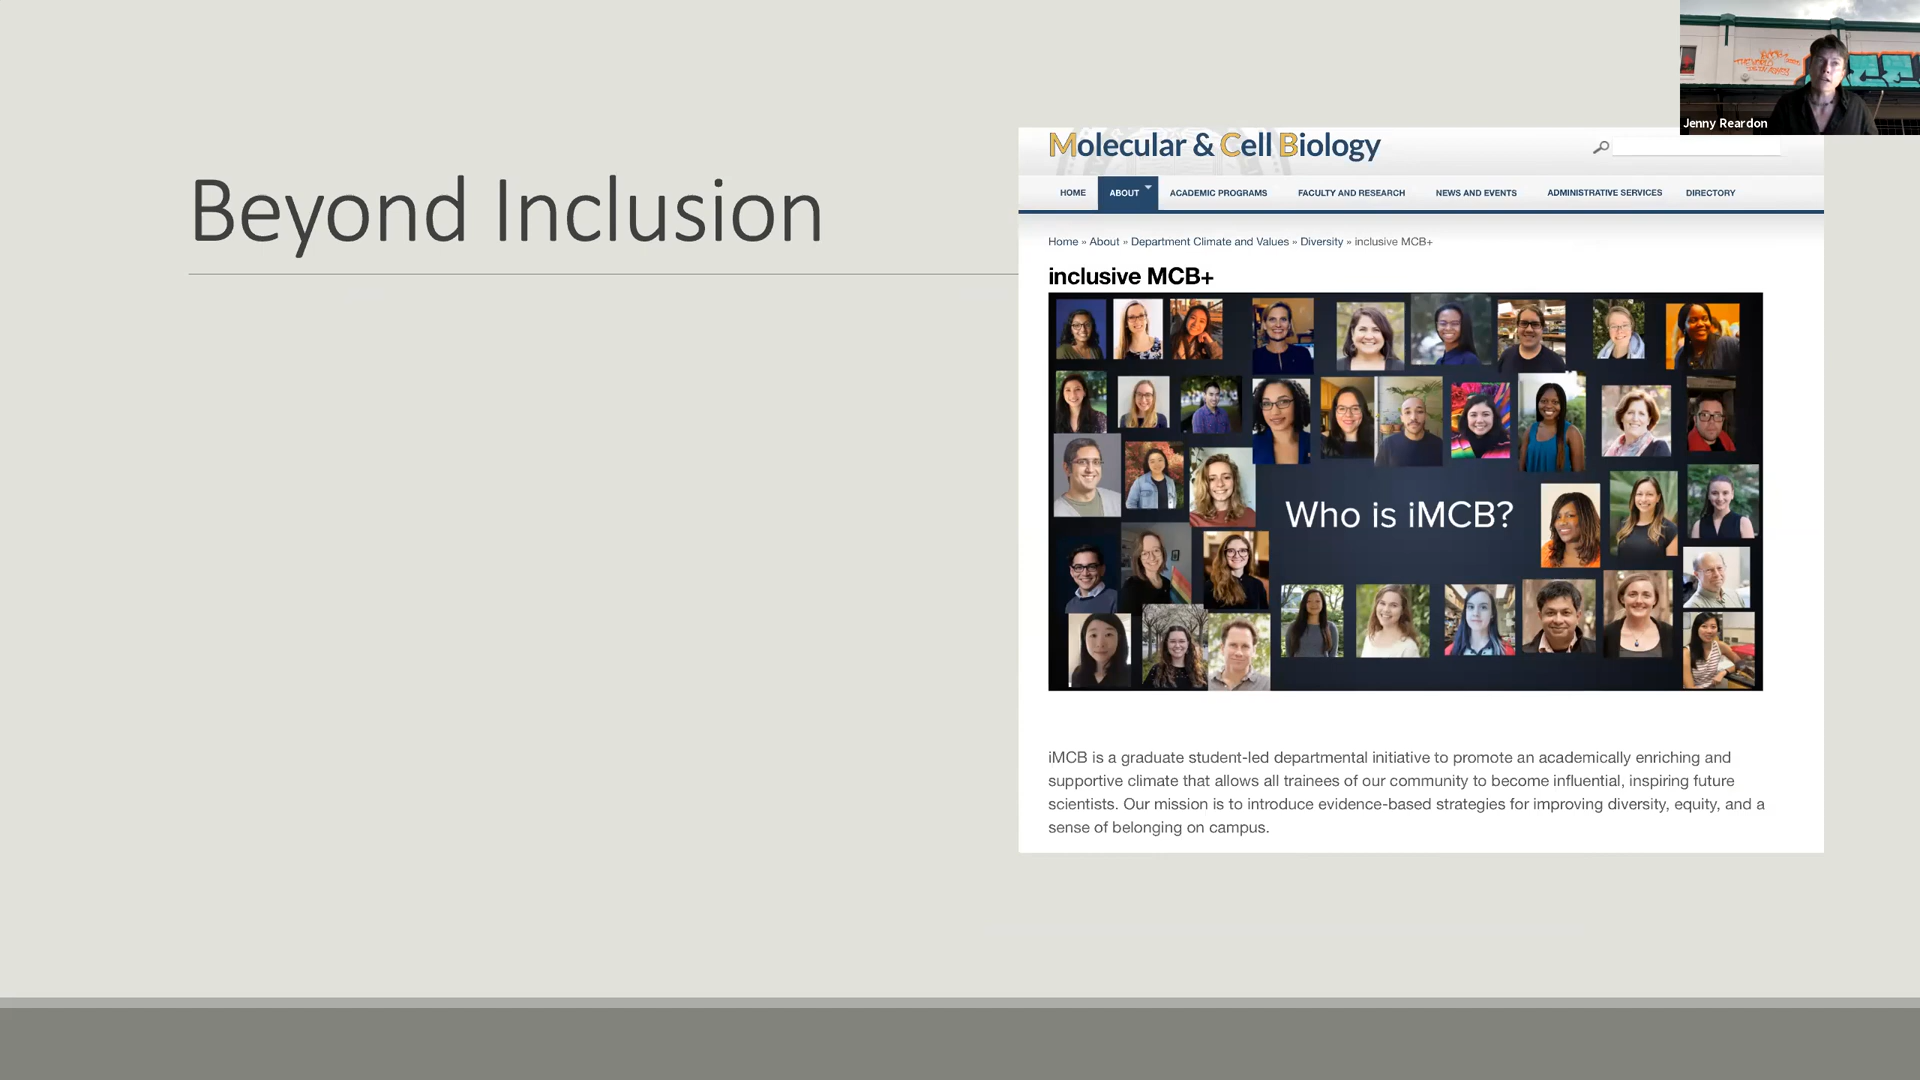 Beyond Inclusion
Jenny Reardon
Molecular & Cell Biology
HOME ABOUT ACADEMIC PROGRAMS FACULTY AND RESEARCH NEWS AND EVENTS ADMINISTRATIVE SERVICES DIRECTORY
Home » About » Department Climate and Values » Diversity » inclusive MCB+
inclusive MCB+
Who is iMCB?
iMCB is a graduate student-led departmental initiative to promote an academically enriching and
supportive climate that allows all trainees of our community to become influential, inspiring future
scientists. Our mission is to introduce evidence-based strategies for improving diversity, equity, and a
sense of belonging on campus.